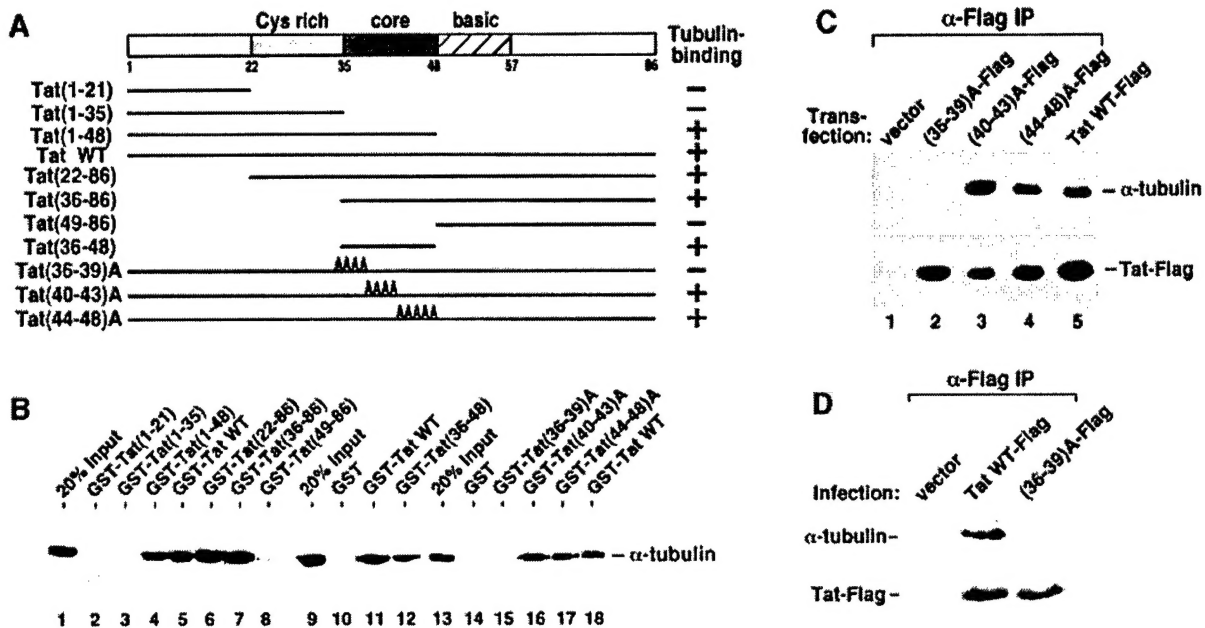 A
Cys rich core basic
Tubulin-
binding
1 22 35 48 57 86
Tat(1-21) −
Tat(1-35) −
Tat(1-48) +
Tat WT +
Tat(22-86) +
Tat(36-86) +
Tat(49-86) −
Tat(36-48) +
AAAA
Tat(36-39)A −
AAAA
Tat(40-43)A +
AAAAA
Tat(44-48)A +
B
20% Input
GST-Tat(1-21)
GST-Tat(1-35)
GST-Tat(1-48)
GST-Tat WT
GST-Tat(22-86)
GST-Tat(36-86)
GST-Tat(49-86)
20% Input
GST
GST-Tat WT
GST-Tat(36-48)
20% Input
GST
GST-Tat(36-39)A
GST-Tat(40-43)A
GST-Tat(44-48)A
GST-Tat WT
α-tubulin
1 2 3 4 5 6 7 8 9 10 11 12 13 14 15 16 17 18
C
α-Flag IP
Trans-
fection:
vector
(36-39)A-Flag
(40-43)A-Flag
(44-48)A-Flag
Tat WT-Flag
α-tubulin
Tat-Flag
1 2 3 4 5
D
α-Flag IP
Infection:
vector
Tat WT-Flag
(36-39)A-Flag
α-tubulin
Tat-Flag